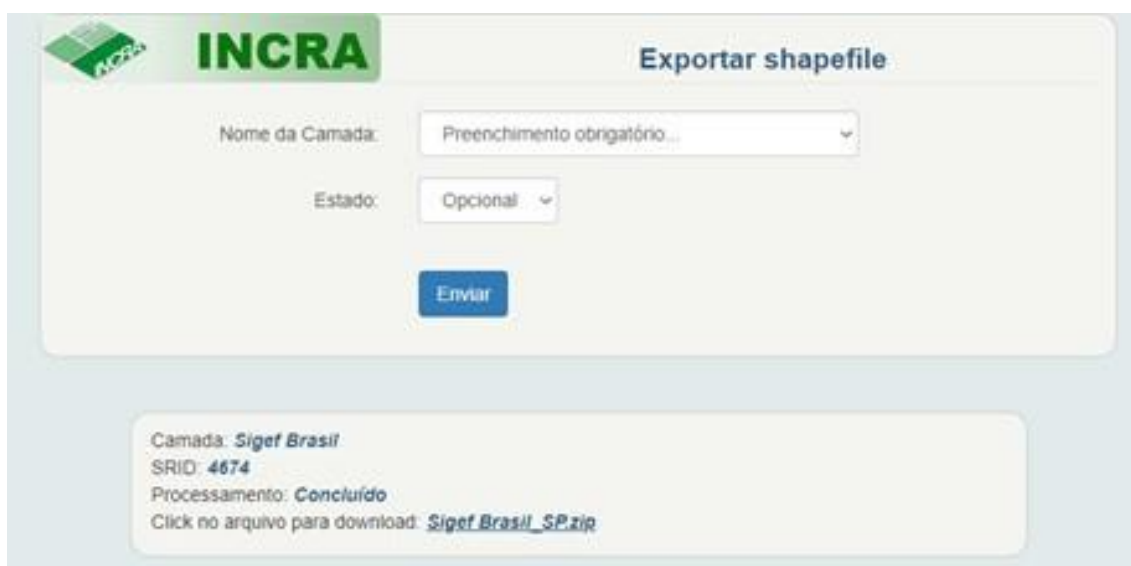 INCRA
INCRA
Exportar shapefile
Nome da Camada:
Preenchimento obrigatório...
Estado:
Opcional
Enviar
Camada: Sigef Brasil
SRID: 4674
Processamento: Concluído
Click no arquivo para download: Sigef Brasil_SP.zip